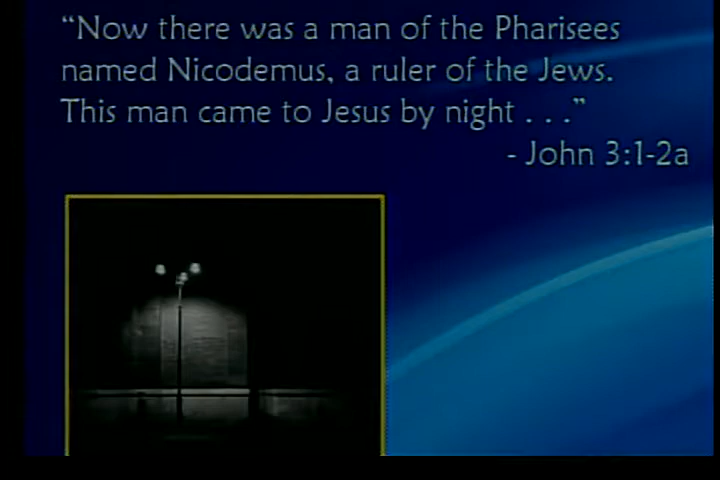 “Now there was a man of the Pharisees
named Nicodemus, a ruler of the Jews.
This man came to Jesus by night . . .”
- John 3:1-2a